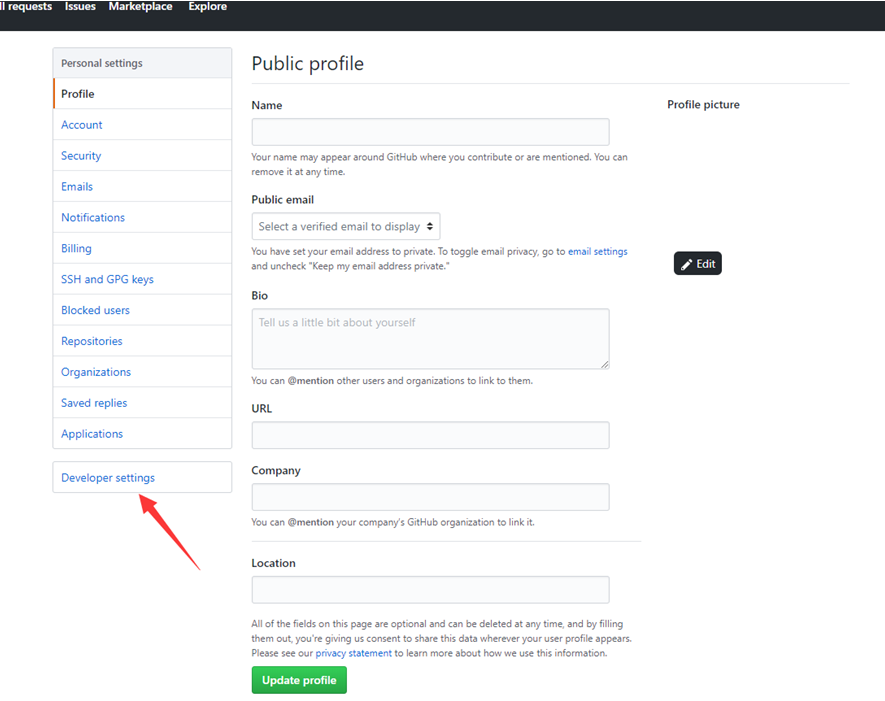 requests Issues Marketplace Explore
Personal settings
Profile
Account
Security
Emails
Notifications
Billing
SSH and GPG keys
Blocked users
Repositories
Organizations
Saved replies
Applications
Developer settings
Public profile
Name
Your name may appear around GitHub where you contribute or are mentioned. You can
remove it at any time.
Public email
Select a verified email to display
You have set your email address to private. To toggle email privacy, go to email settings
and uncheck "Keep my email address private."
Bio
Tell us a little bit about yourself
You can @mention other users and organizations to link to them.
URL
Company
You can @mention your company's GitHub organization to link it.
Location
All of the fields on this page are optional and can be deleted at any time, and by filling
them out, you're giving us consent to share this data wherever your user profile appears.
Please see our privacy statement to learn more about how we use this information.
Update profile
Profile picture
Edit